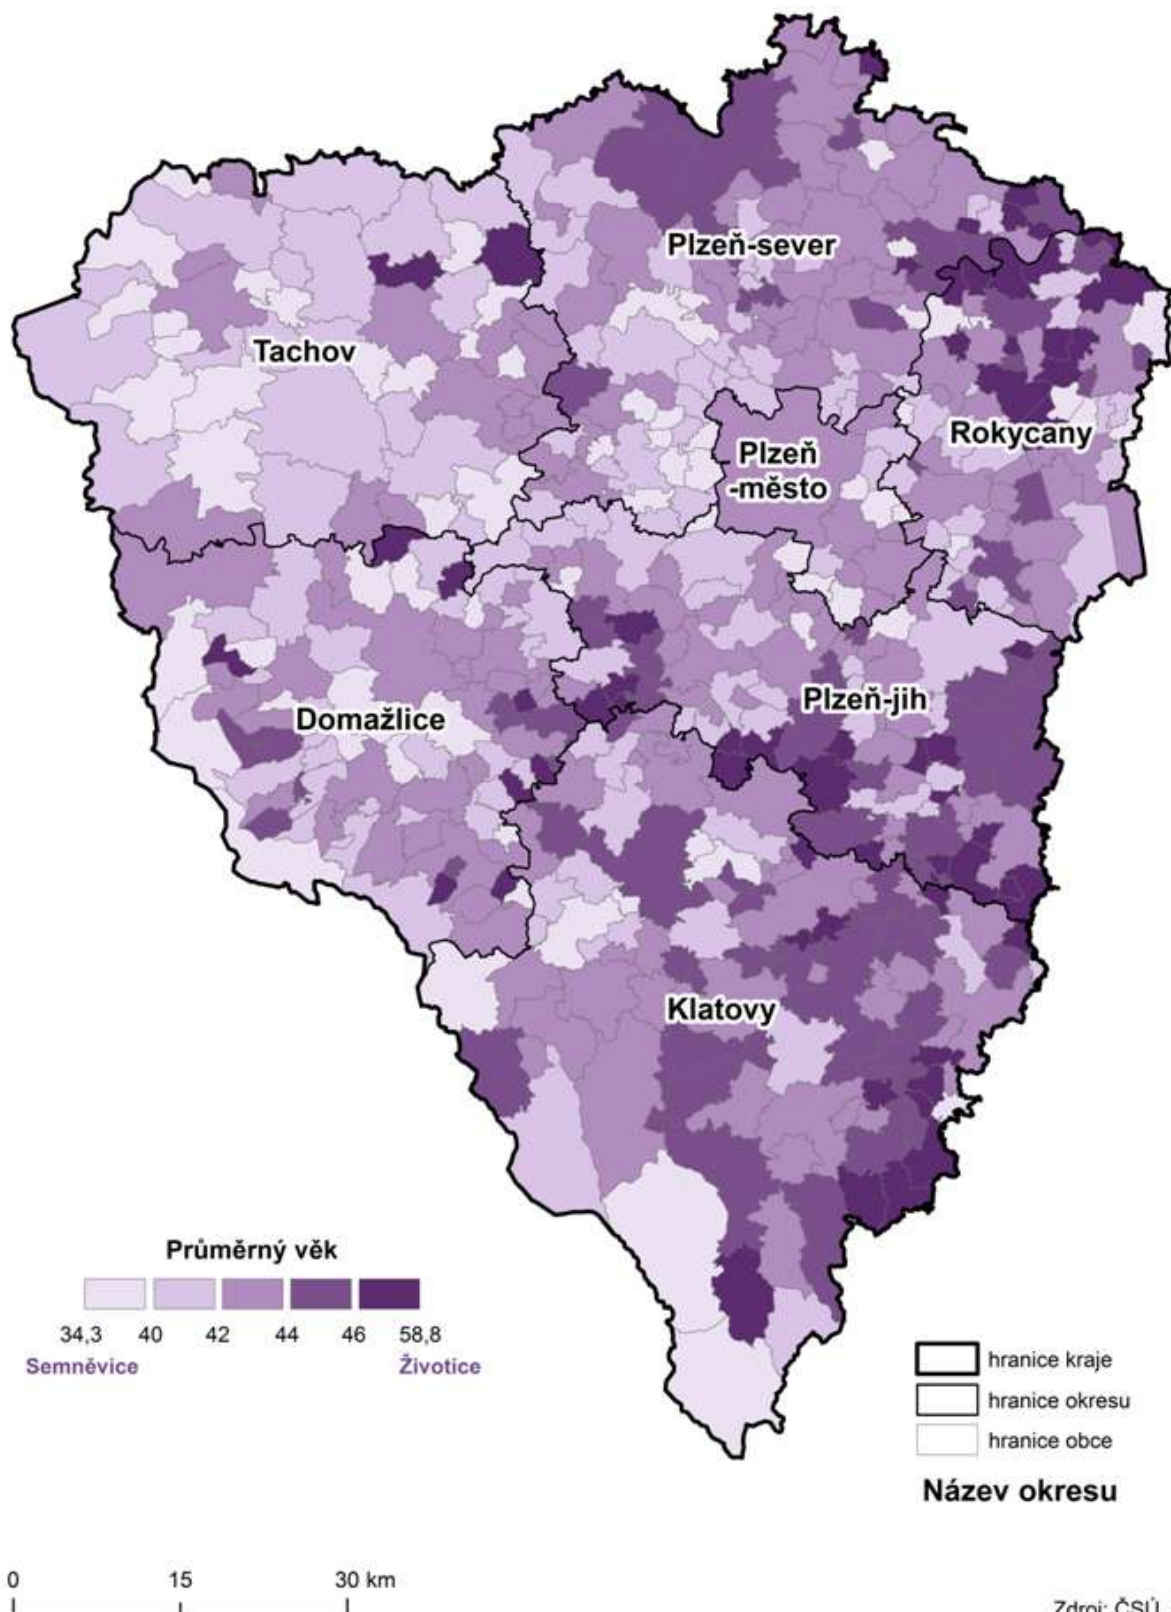 Plzeň-sever
Tachov
Rokycany
Plzeň
-město
Plzeň-jih
Domažlice
Klatovy
Průměrný věk
34,3 40 42 44 46 58,8
Semněvice Životice
hranice kraje
hranice okresu
hranice obce
Název okresu
0 15 30 km
Zdroj: ČSÚ